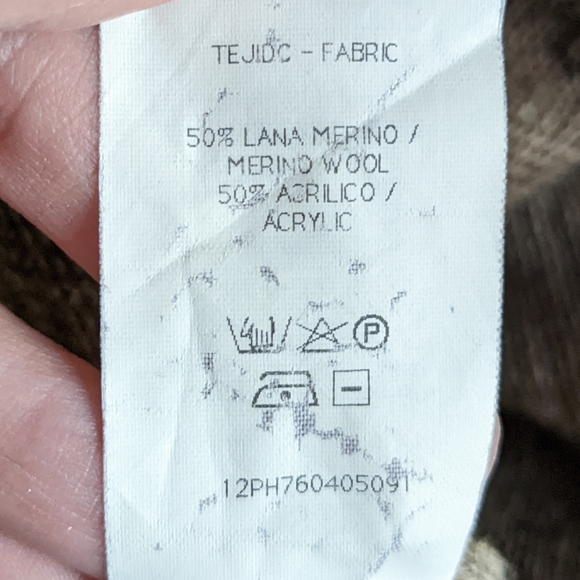 TEJIDO - FABRIC
50% LANA MERINO /
MERINO WOOL
50% ACRILICO /
ACRYLIC
P
12PH760405091